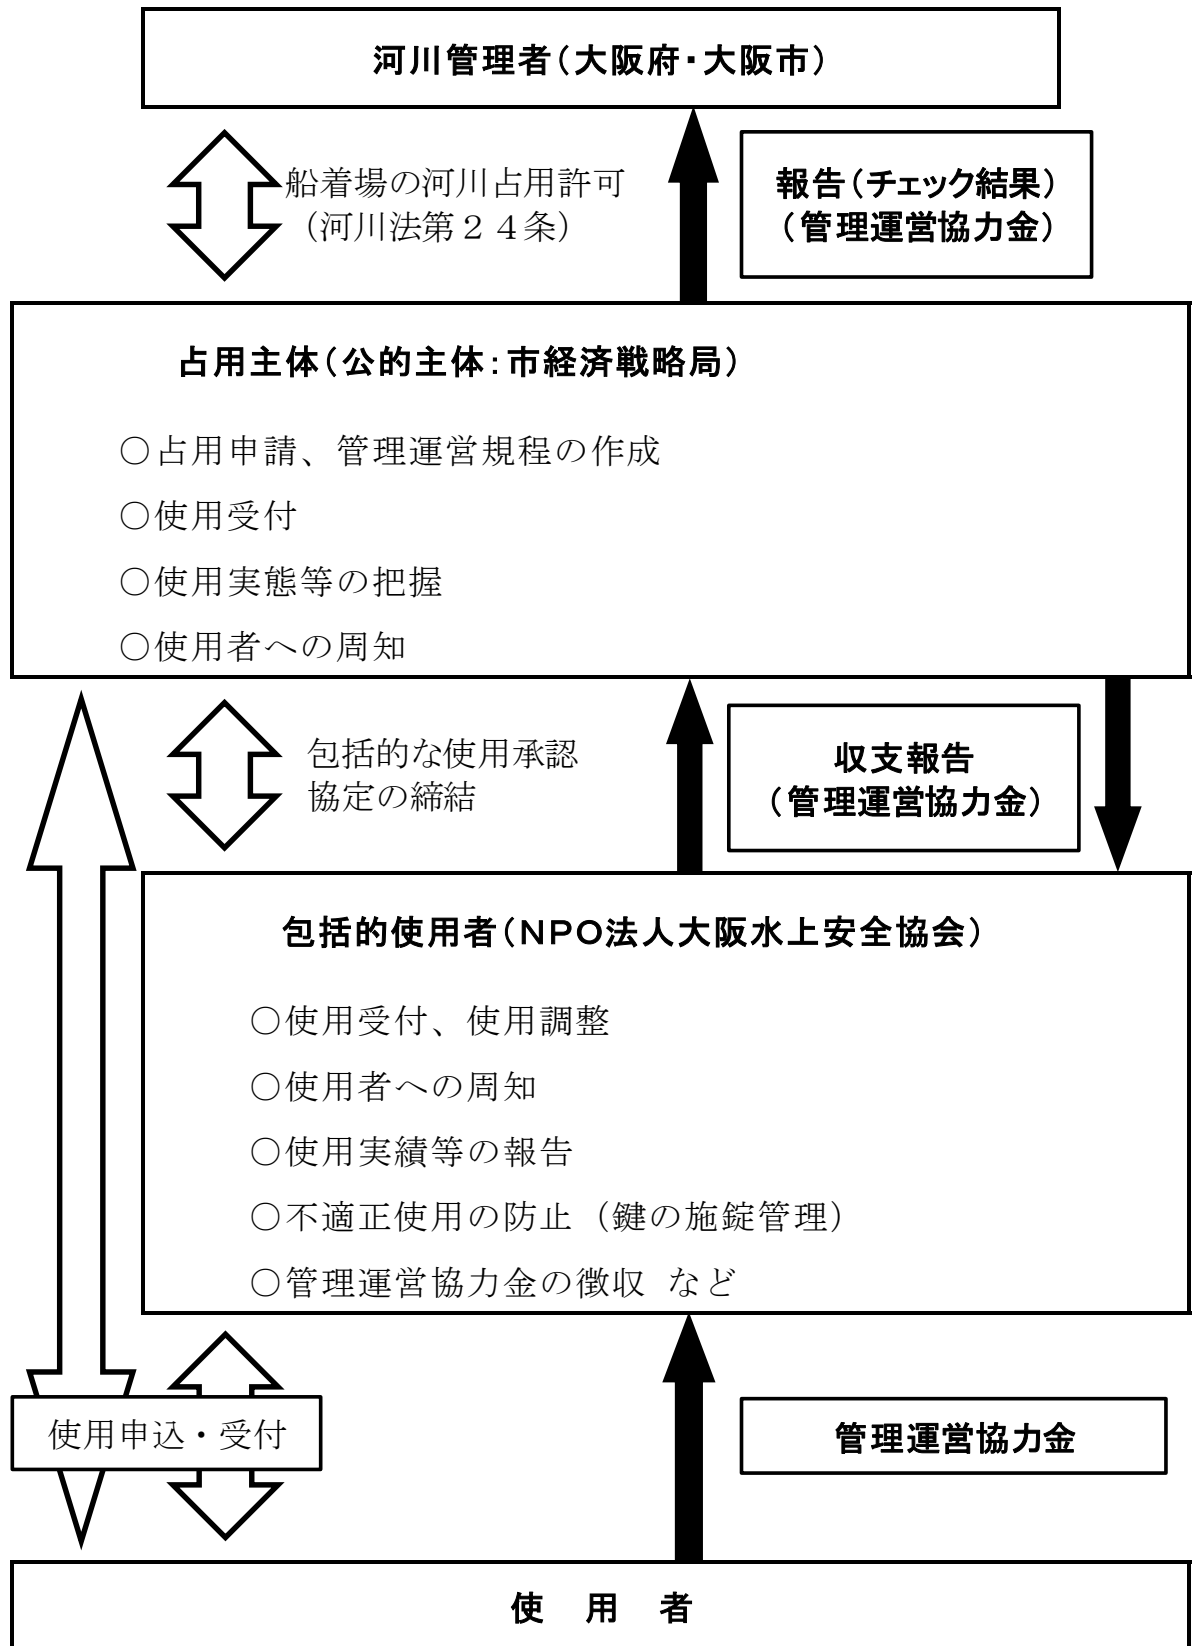 河川管理者(大阪府・大阪市)
船着場の河川占用許可
(河川法第24条)
報告(チェック結果)
(管理運営協力金)
占用主体(公的主体:市経済戦略局)
○占用申請、管理運営規程の作成
○使用受付
○使用実態等の把握
○使用者への周知
包括的な使用承認
協定の締結
収支報告
(管理運営協力金)
包括的使用者(NPO法人大阪水上安全協会)
○使用受付、使用調整
○使用者への周知
○使用実績等の報告
○不適正使用の防止(鍵の施錠管理)
○管理運営協力金の徴収 など
使用申込・受付
管理運営協力金
使 用 者